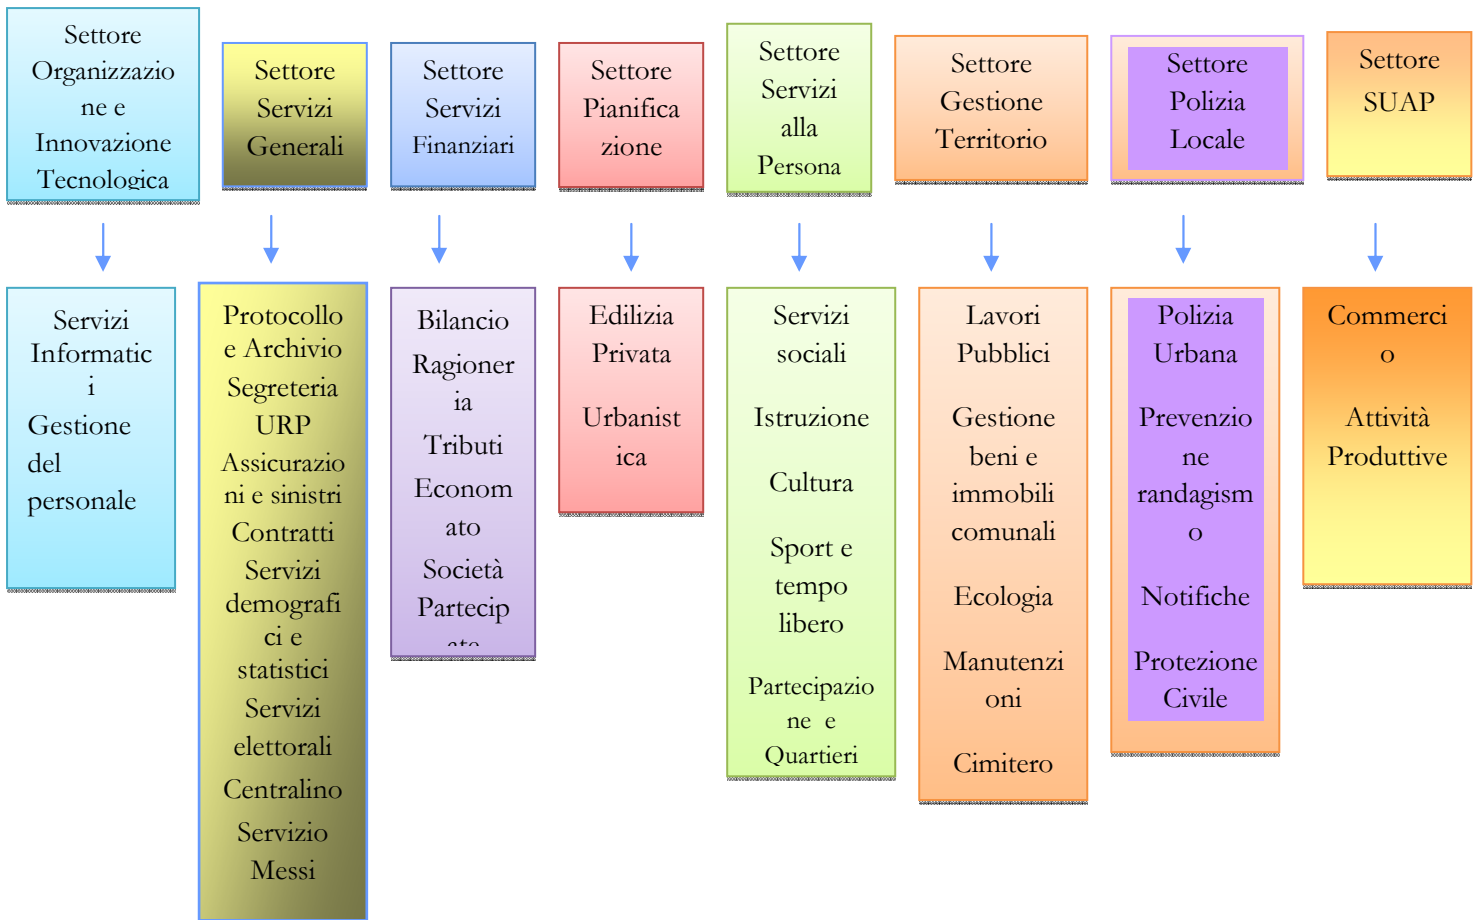 Settore
Organizzazio
ne e
Innovazione
Tecnologica
Settore
Servizi
Generali
Settore
Servizi
Finanziari
Settore
Pianifica
zione
Settore
Servizi
alla
Persona
Settore
Gestione
Territorio
Settore
Polizia
Locale
Settore
SUAP
Servizi
Informatic
i
Gestione
del
personale
Protocollo
e Archivio
Segreteria
URP
Assicurazio
ni e sinistri
Contratti
Servizi
demografi
ci e
statistici
Servizi
elettorali
Centralino
Servizio
Messi
Bilancio
Ragioner
ia
Tributi
Econom
ato
Società
Partecip
ate
Edilizia
Privata
Urbanist
ica
Servizi
sociali
Istruzione
Cultura
Sport e
tempo
libero
Partecipazio
ne e
Quartieri
Lavori
Pubblici
Gestione
beni e
immobili
comunali
Ecologia
Manutenzi
oni
Cimitero
Polizia
Urbana
Prevenzio
ne
randagism
o
Notifiche
Protezione
Civile
Commerci
o
Attività
Produttive